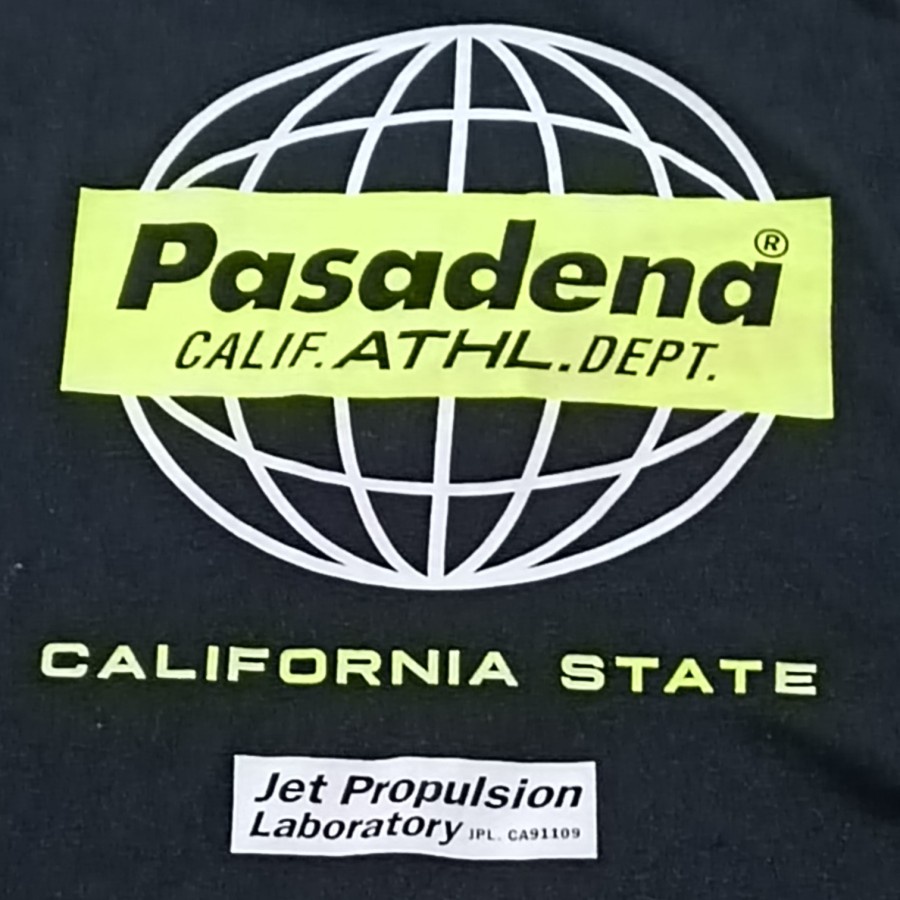 Pasadena®
CALIF.ATHL.DEPT.
CALIFORNIA STATE
Jet Propulsion
Laboratory JPL. CA91109